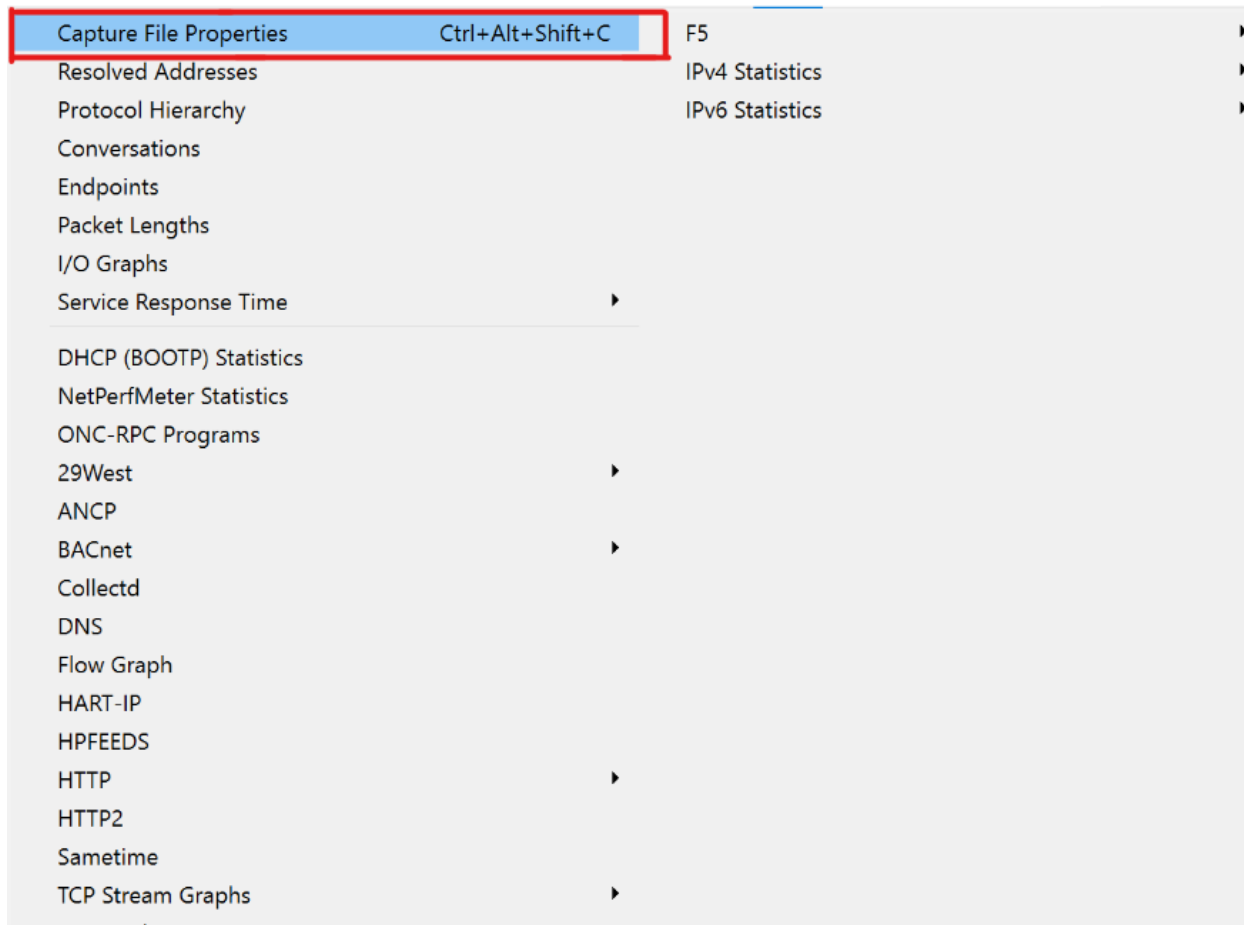 Capture File Properties Ctrl+Alt+Shift+C
Resolved Addresses
Protocol Hierarchy
Conversations
Endpoints
Packet Lengths
I/O Graphs
Service Response Time
DHCP (BOOTP) Statistics
NetPerfMeter Statistics
ONC-RPC Programs
29West
ANCP
BACnet
Collectd
DNS
Flow Graph
HART-IP
HPFEEDS
HTTP
HTTP2
Sametime
TCP Stream Graphs
F5
IPv4 Statistics
IPv6 Statistics